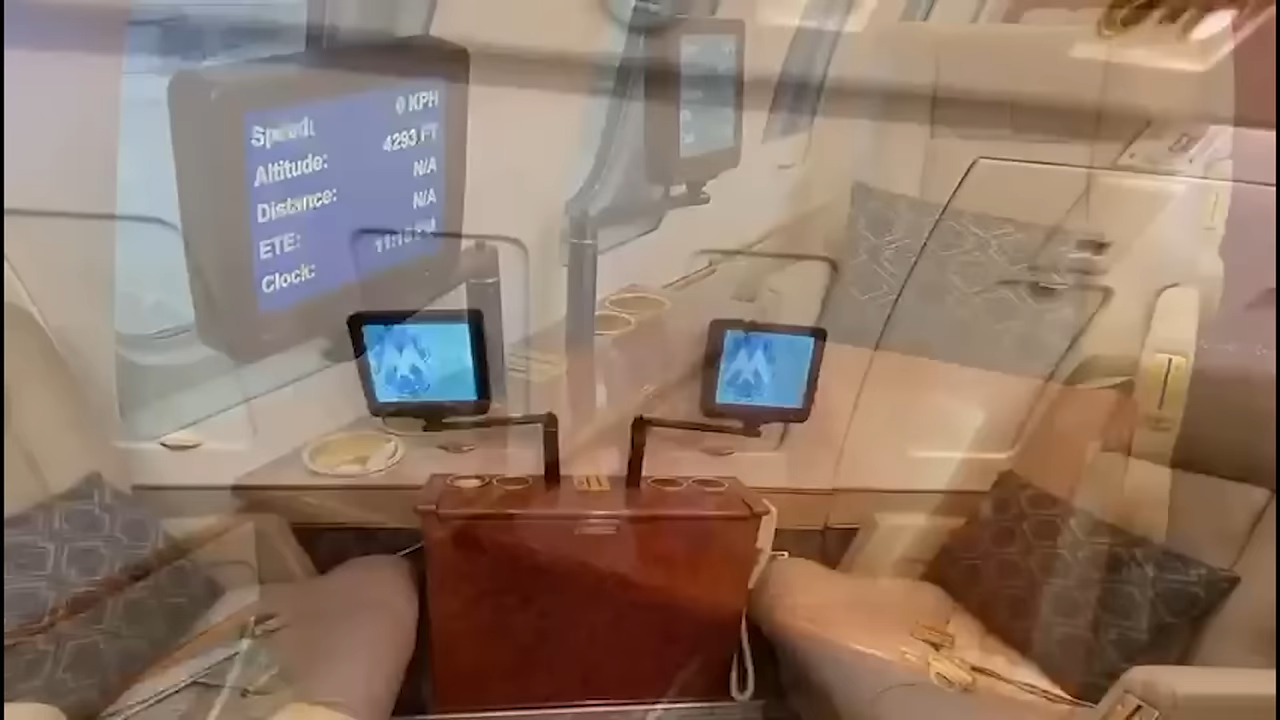 Speed:
0 KPH
Altitude:
4293 FT
Distance:
N/A
ETE:
N/A
Clock: